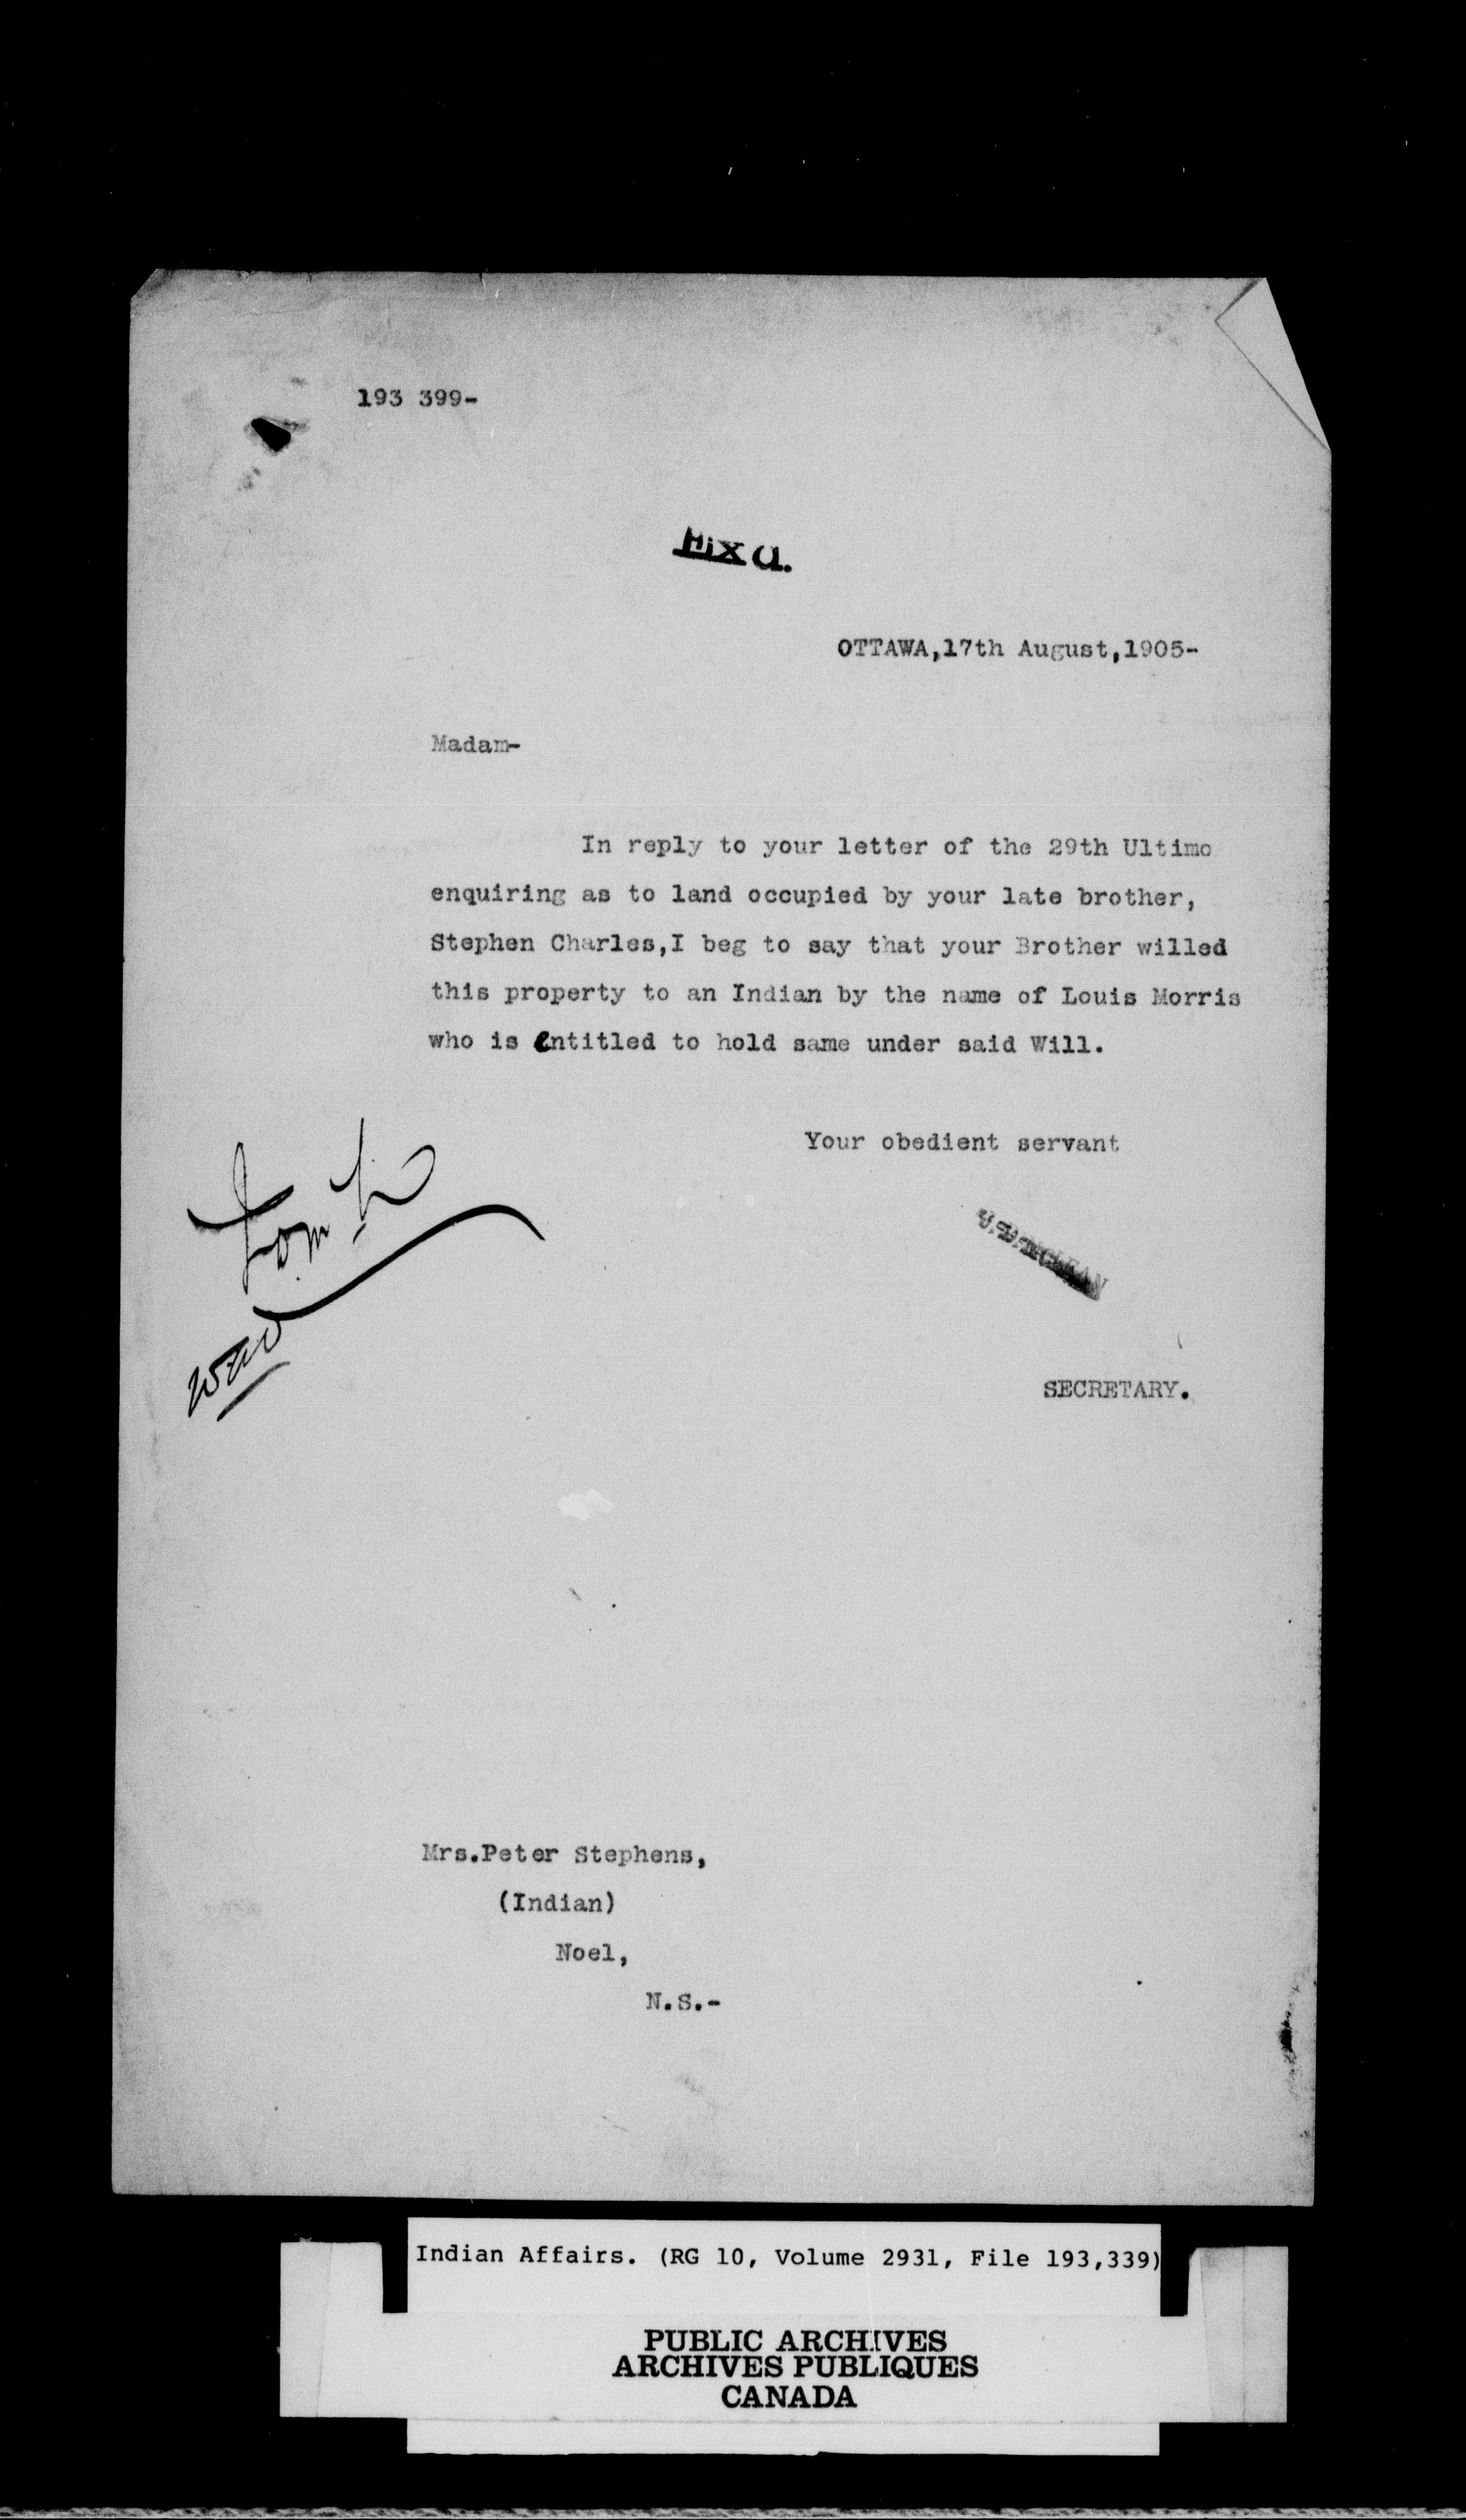 193 399-
OTTAWA,17th August,1905-
Madam-
In reply to your letter of the 29th Ultimo
enquiring as to land occupied by your late brother,
Stephen Charles,I beg to say that your Brother willed
this property to an Indian by the name of Louis Morris
who is entitled to hold same under said Will.
Your obedient servant
SECRETARY.
Mrs.Peter Stephens,
(Indian)
Noel,
N.S.-
Indian Affairs. (RG 10, Volume 2931, File 193,339)
PUBLIC ARCHIVES
ARCHIVES PUBLIQUES
CANADA